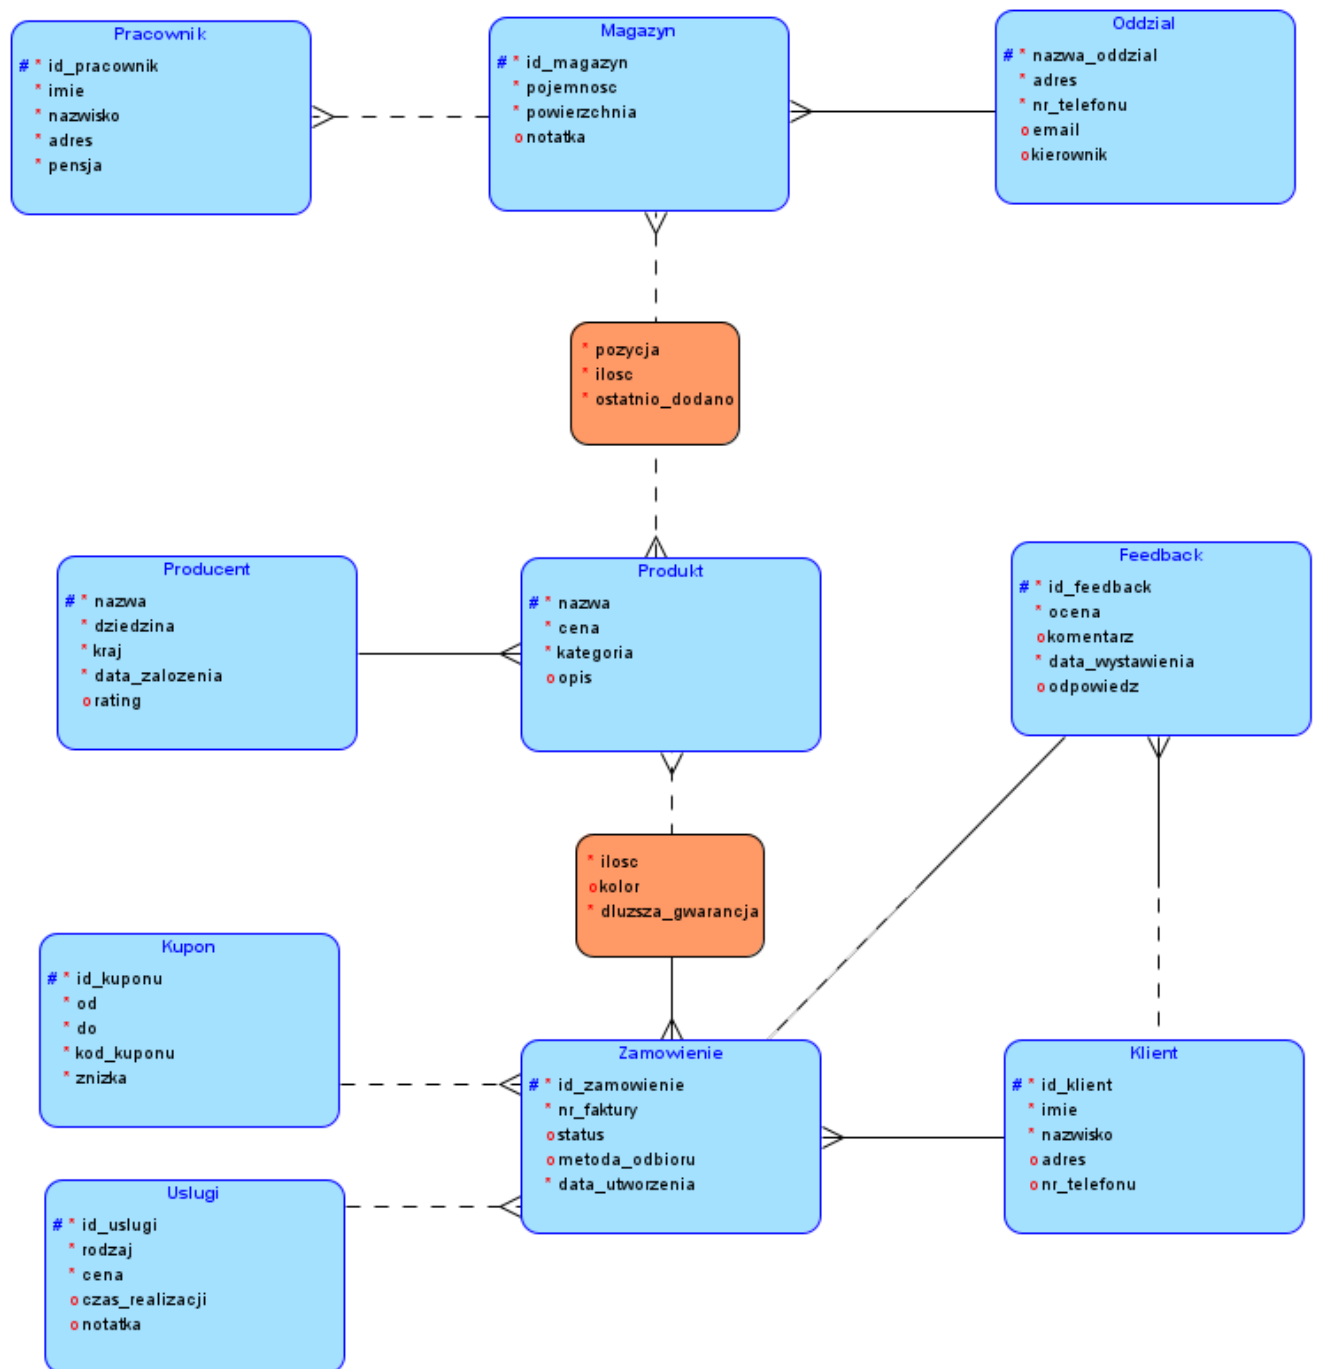 Pracownik
# * id_pracownik
* imie
* nazwisko
* adres
* pensja
Magazyn
# * id_magazyn
* pojemnosc
* powierzchnia
o notatka
Oddzial
# * nazwa_oddzial
* adres
* nr_telefonu
o email
o kierownik
* pozycja
* ilosc
* ostatnio_dodano
Producent
# * nazwa
* dziedzina
* kraj
* data_zalozenia
o rating
Produkt
# * nazwa
* cena
* kategoria
o opis
Feedback
# * id_feedback
* ocena
o komentarz
* data_wystawienia
o odpowiedz
* ilosc
o kolor
* dluzsza_gwarancja
Kupon
# * id_kuponu
* od
* do
* kod_kuponu
* znizka
Zamowienie
# * id_zamowienie
* nr_faktury
o status
o metoda_odbioru
* data_utworzenia
Klient
# * id_klient
* imie
* nazwisko
o adres
o nr_telefonu
Uslugi
# * id_uslugi
* rodzaj
* cena
o czas_realizacji
o notatka